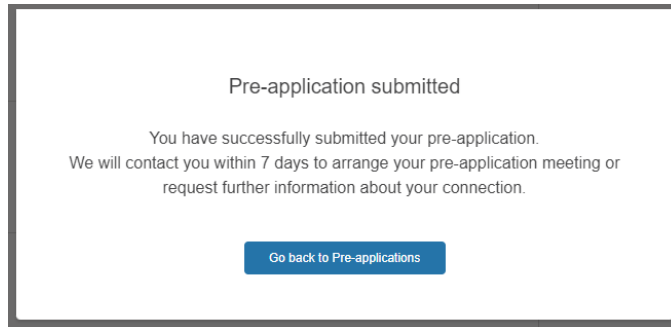 Pre-application submitted
You have successfully submitted your pre-application.
We will contact you within 7 days to arrange your pre-application meeting or
request further information about your connection.
Go back to Pre-applications